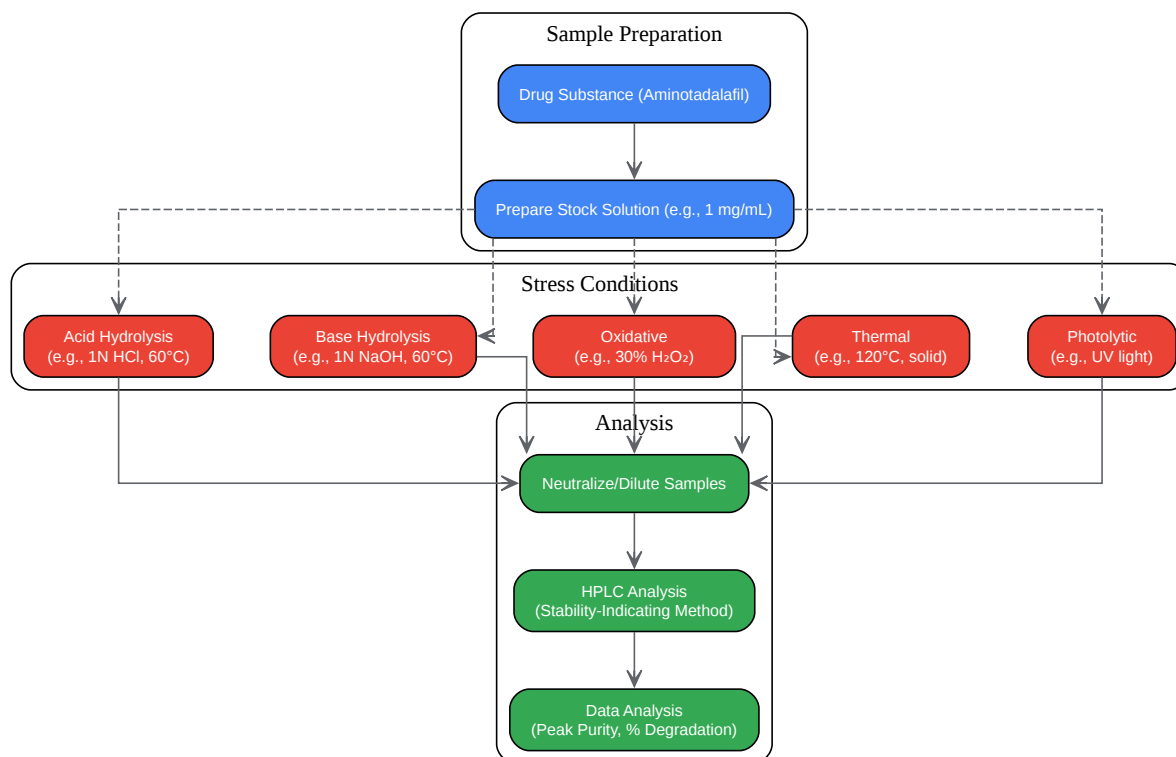 Sample Preparation
Drug Substance (Aminotadalafil)
Prepare Stock Solution (e.g., 1 mg/mL)
Stress Conditions
Acid Hydrolysis
(e.g., 1N HCl, 60°C)
Base Hydrolysis
(e.g., 1N NaOH, 60°C)
Oxidative
(e.g., 30% H₂O₂)
Thermal
(e.g., 120°C, solid)
Photolytic
(e.g., UV light)
Analysis
Neutralize/Dilute Samples
HPLC Analysis
(Stability-Indicating Method)
Data Analysis
(Peak Purity, % Degradation)